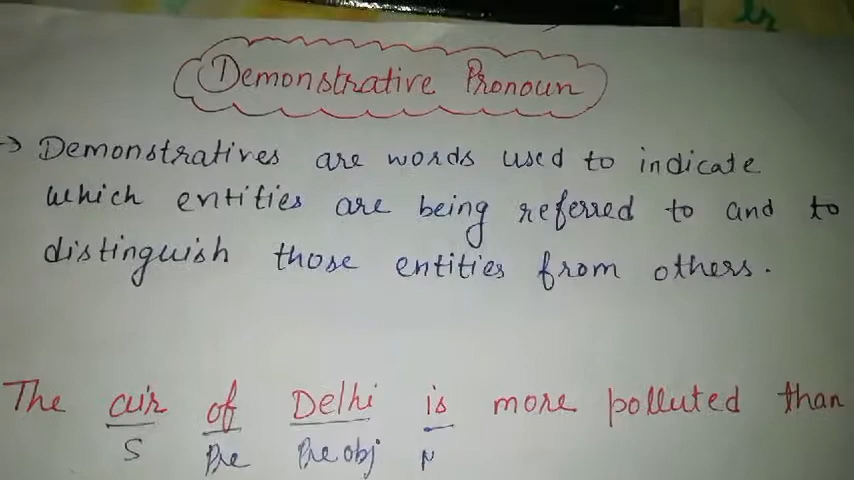 Demonstrative Pronoun
→ Demonstratives are words used to indicate
which entities are being referred to and to
distinguish those entities from others.
The air of Delhi is more polluted than
S Pre Pre obj